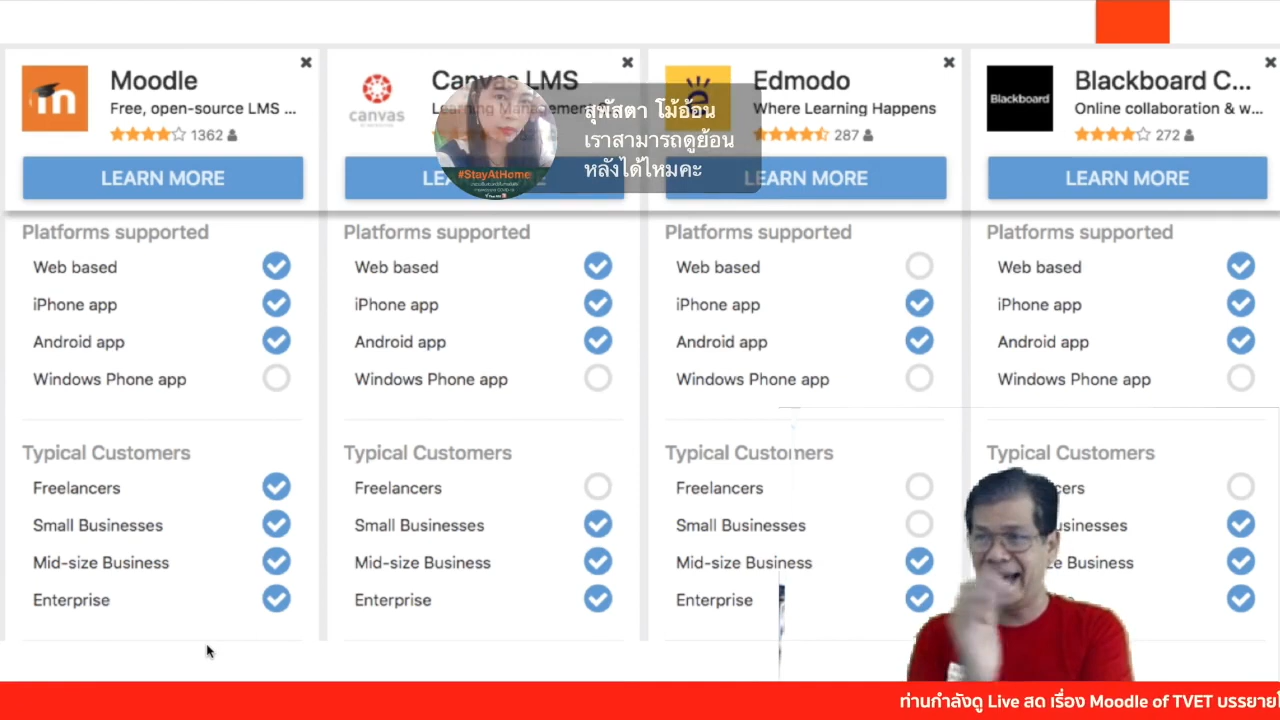 Moodle
Free, open-source LMS ...
1362
LEARN MORE
Platforms supported
Web based
iPhone app
Android app
Windows Phone app
Typical Customers
Freelancers
Small Businesses
Mid-size Business
Enterprise
canvas
Canvas LMS
Learning Managemen
Platforms supported
Web based
iPhone app
Android app
Windows Phone app
Typical Customers
Freelancers
Small Businesses
Mid-size Business
Enterprise
สุพัสตา โม้อ้อน
เราสามารถดูย้อน
หลังได้ไหมคะ
#StayAtHome
Edmodo
Where Learning Happens
287
LEARN MORE
Platforms supported
Web based
iPhone app
Android app
Windows Phone app
Typical Customers
Freelancers
Small Businesses
Mid-size Business
Enterprise
Blackboard
Blackboard C...
Online collaboration & w...
272
LEARN MORE
Platforms supported
Web based
iPhone app
Android app
Windows Phone app
Typical Customers
cers
usinesses
ze Business
ท่านกำลังดู Live สด เรื่อง Moodle of TVET บรรยาย